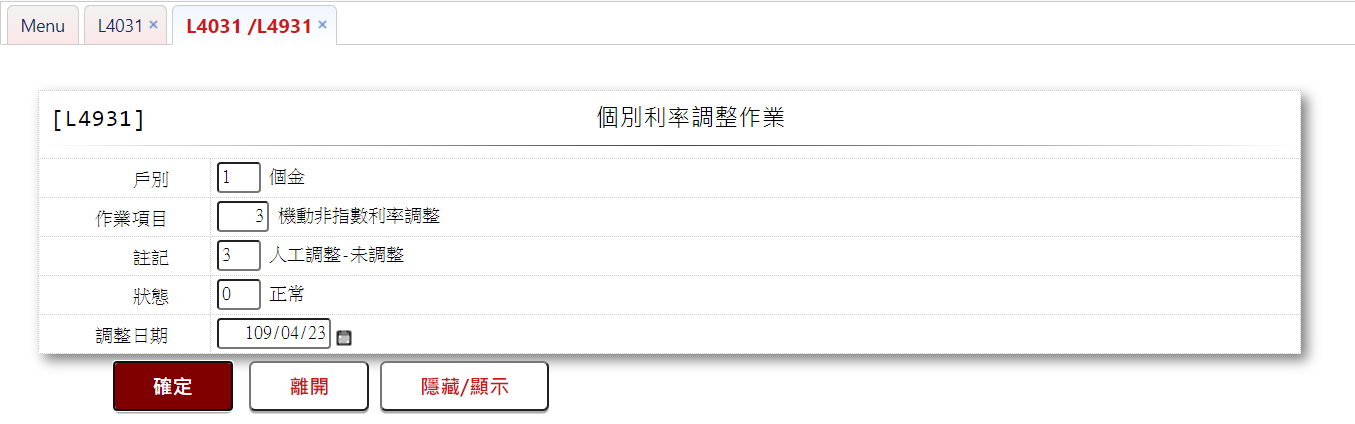 Menu L4031 × L4031 /L4931 ×
[L4931] 個別利率調整作業
戶別 1 個金
作業項目 3 機動非指數利率調整
註記 3 人工調整-未調整
狀態 0 正常
調整日期 109/04/23
確定 離開 隱藏/顯示